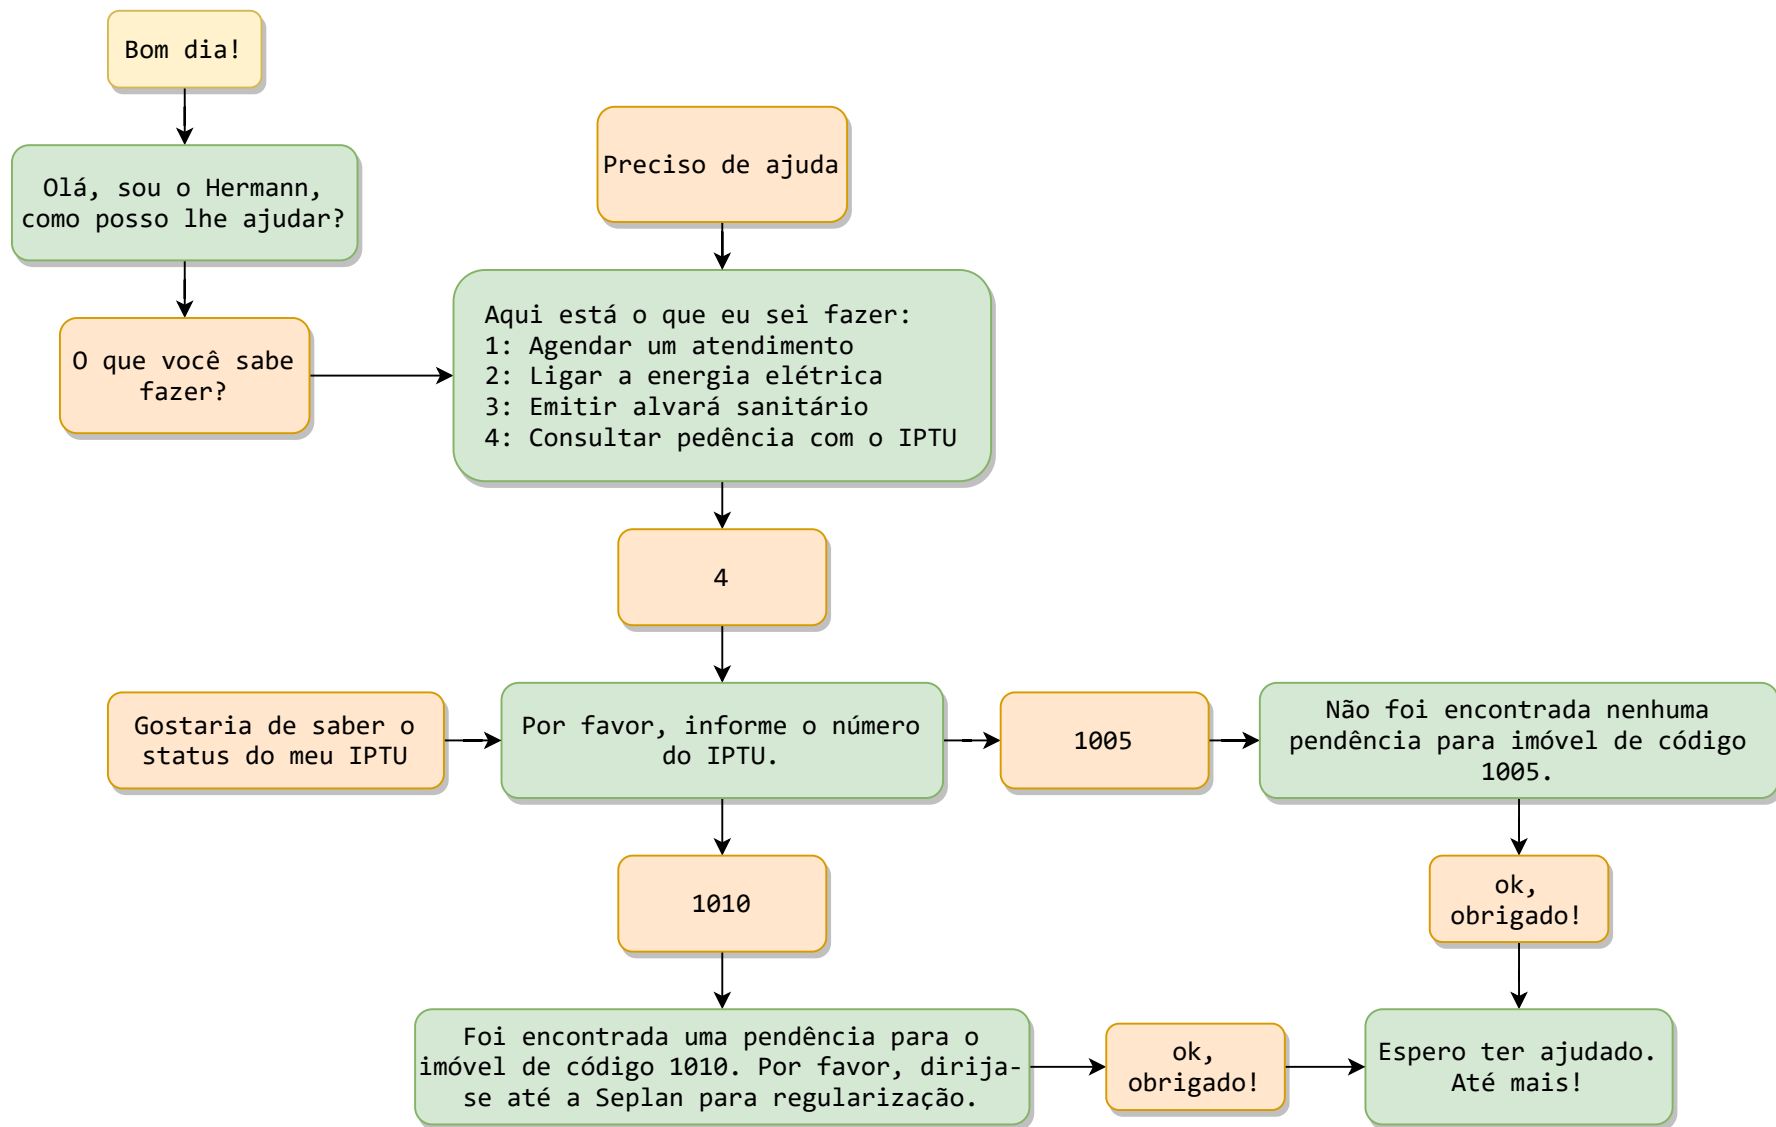 Bom dia!
Olá, sou o Hermann,
como posso lhe ajudar?
O que você sabe
fazer?
Preciso de ajuda
Aqui está o que eu sei fazer:
1: Agendar um atendimento
2: Ligar a energia elétrica
3: Emitir alvará sanitário
4: Consultar pedência com o IPTU
4
Gostaria de saber o
status do meu IPTU
Por favor, informe o número
do IPTU.
1005
Não foi encontrada nenhuma
pendência para imóvel de código
1005.
1010
ok,
obrigado!
Foi encontrada uma pendência para o
imóvel de código 1010. Por favor, dirija-
se até a Seplan para regularização.
ok,
obrigado!
Espero ter ajudado.
Até mais!